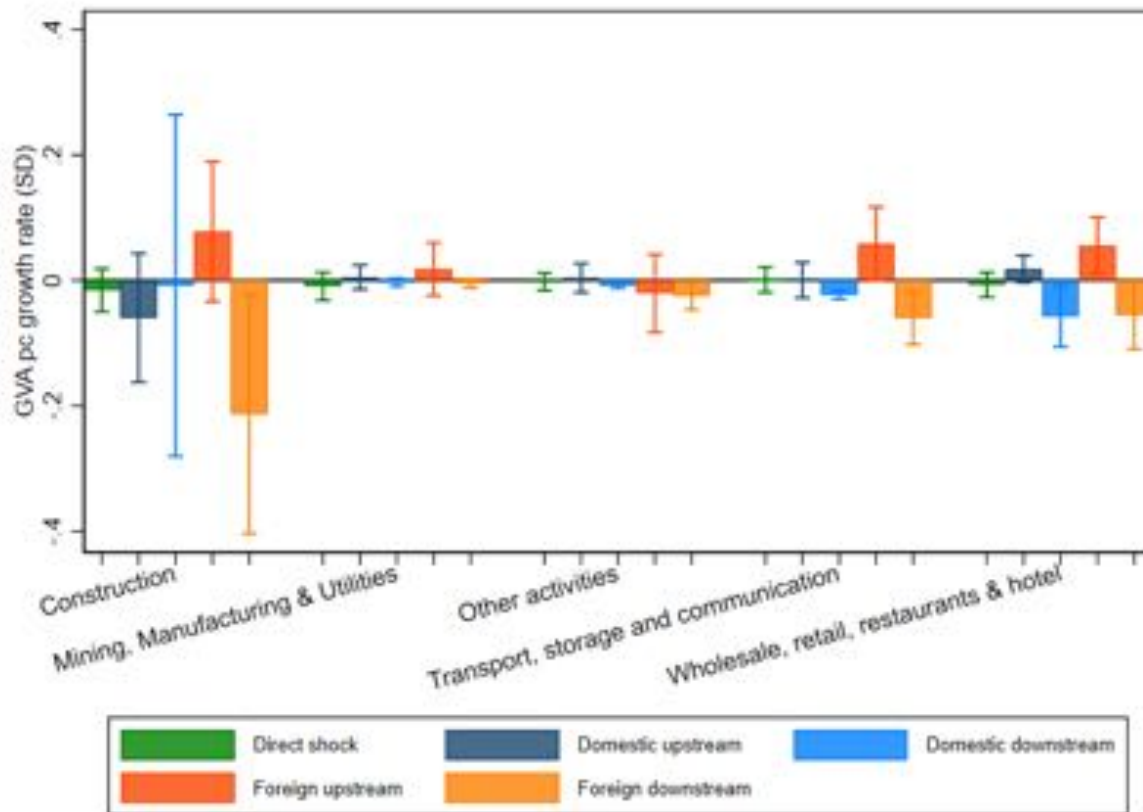 GVA pc growth rate (SD)
.4
.2
0
-.2
-.4
Construction
Mining, Manufacturing & Utilities
Other activities
Transport, storage and communication
Wholesale, retail, restaurants & hotel
Direct shock
Domestic upstream
Domestic downstream
Foreign upstream
Foreign downstream